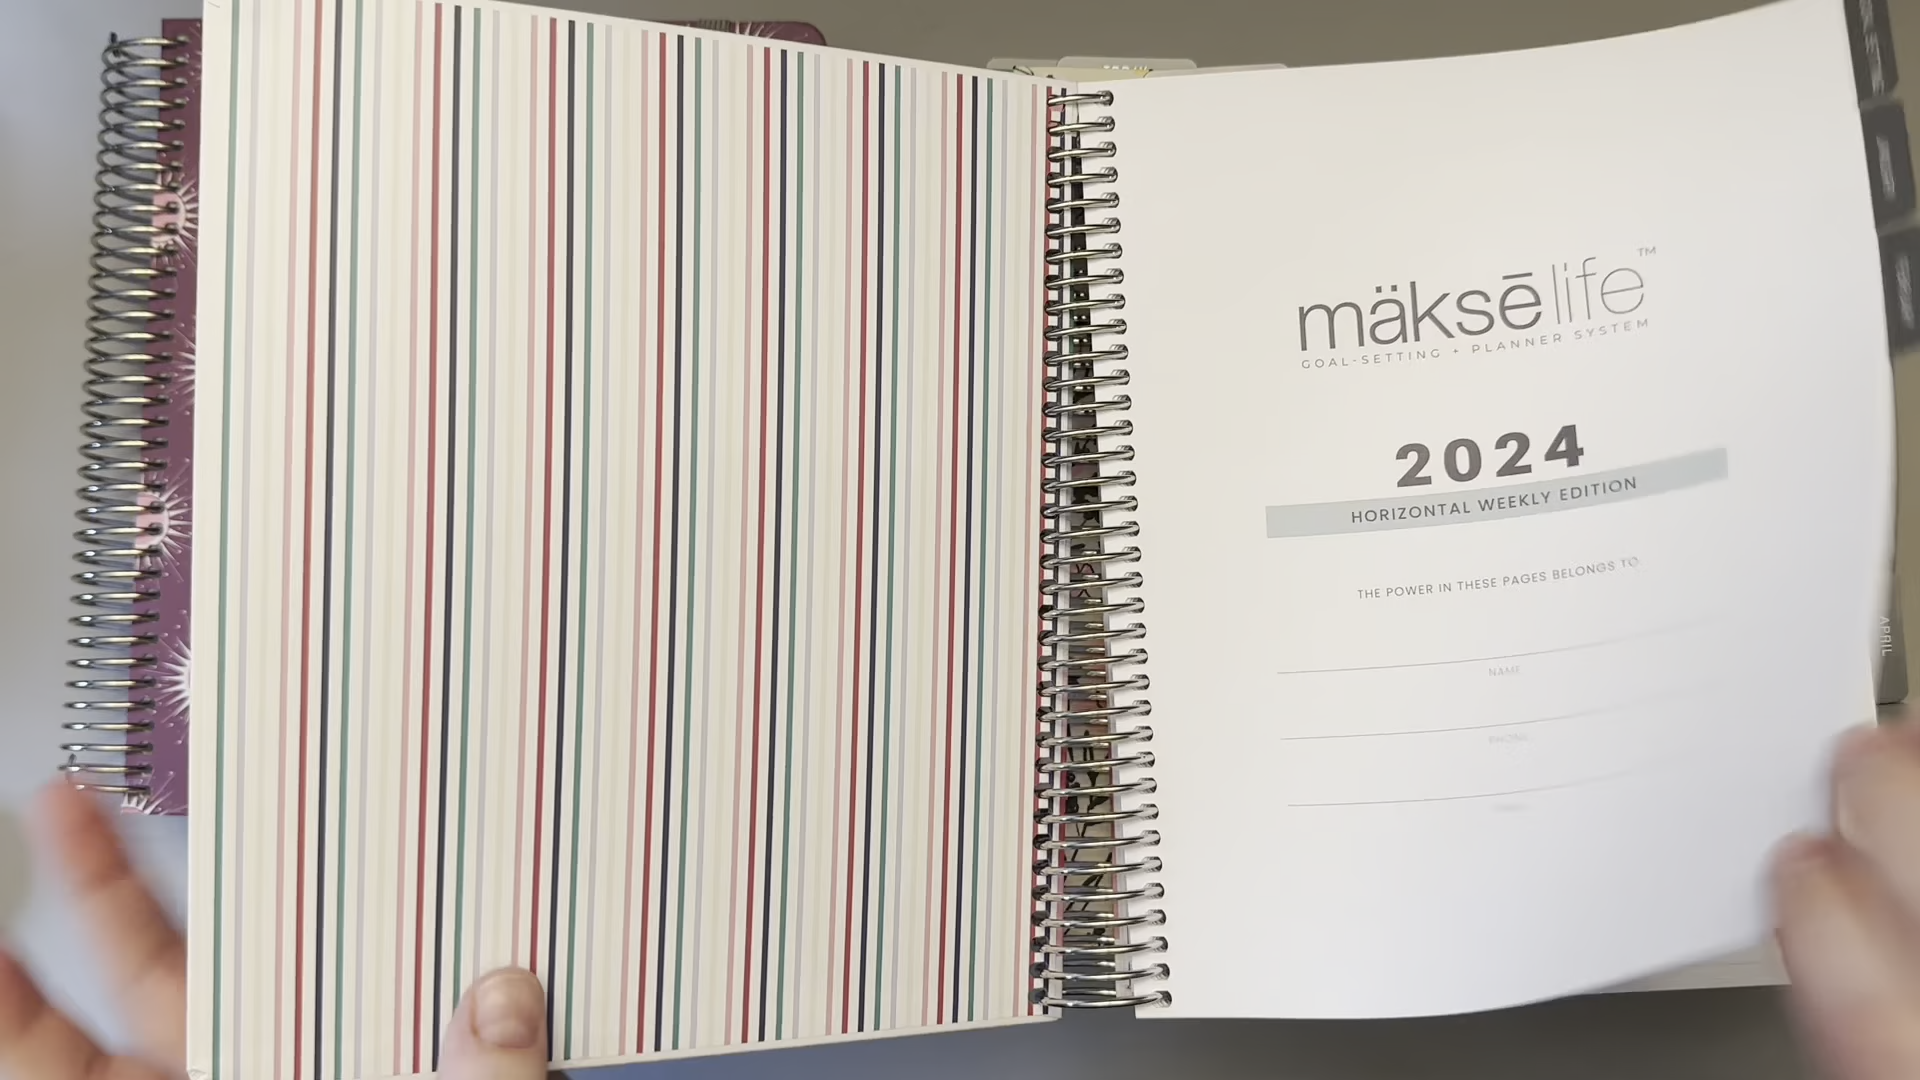 TODAY
mäksē life™
GOAL-SETTING + PLANNER SYSTEM
2024
HORIZONTAL WEEKLY EDITION
THE POWER IN THESE PAGES BELONGS TO:
NAME
APRIL